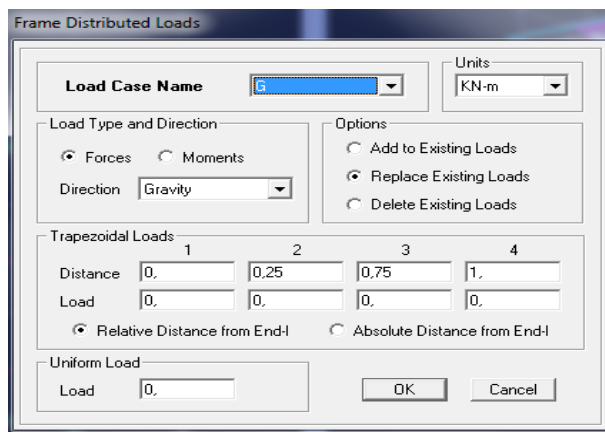 Frame Distributed Loads
Units
Load Case Name G KN-m
Load Type and Direction
Forces Moments
Direction Gravity
Options
Add to Existing Loads
Replace Existing Loads
Delete Existing Loads
Trapezoidal Loads
1 2 3 4
Distance 0, 0,25 0,75 1,
Load 0, 0, 0, 0,
Relative Distance from End-I Absolute Distance from End-I
Uniform Load
Load 0,
OK Cancel